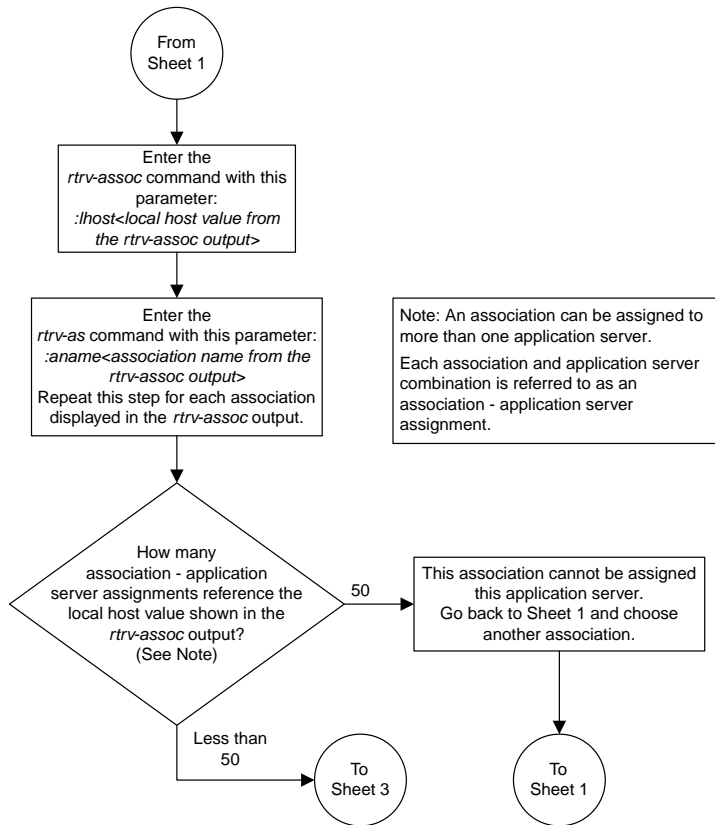 From
Sheet 1
Enter the
rtrv-assoc command with this
parameter:
:lhost<local host value from
the rtrv-assoc output>
Enter the
rtrv-as command with this parameter:
:aname<association name from the
rtrv-assoc output>
Repeat this step for each association
displayed in the rtrv-assoc output.
Note: An association can be assigned to
more than one application server.
Each association and application server
combination is referred to as an
association - application server
assignment.
How many
association - application
server assignments reference the
local host value shown in the
rtrv-assoc output?
(See Note)
50
This association cannot be assigned
this application server.
Go back to Sheet 1 and choose
another association.
Less than
50
To
Sheet 3
To
Sheet 1